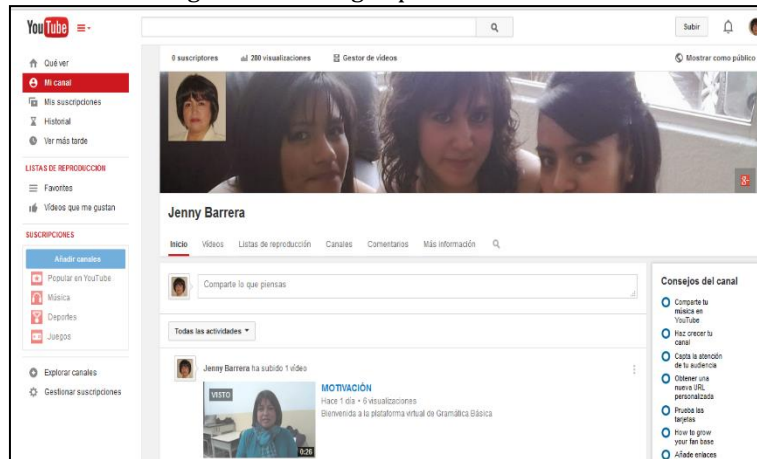 YouTube
Subir
Qué ver
Mi canal
Mis suscripciones
Historial
Ver más tarde
LISTAS DE REPRODUCCIÓN
Favoritos
Vídeos que me gustan
SUSCRIPCIONES
Añadir canales
Popular en YouTube
Música
Deportes
Juegos
Explorar canales
Gestionar suscripciones
0 suscriptores 200 visualizaciones Gestor de vídeos Mostrar como público
Jenny Barrera
Inicio Vídeos Listas de reproducción Canales Comentarios Más información
Comparte lo que piensas
Todas las actividades
Jenny Barrera ha subido 1 vídeo
VISTO
0:26
MOTIVACIÓN
Hace 1 día • 6 visualizaciones
Bienvenida a la plataforma virtual de Gramática Básica
Consejos del canal
Comparte tu
música en
YouTube
Haz crecer tu
canal
Capta la atención
de tu audiencia
Obtener una
nueva URL
personalizada
Prueba las
tarjetas
How to grow
your fan base
Añade enlaces